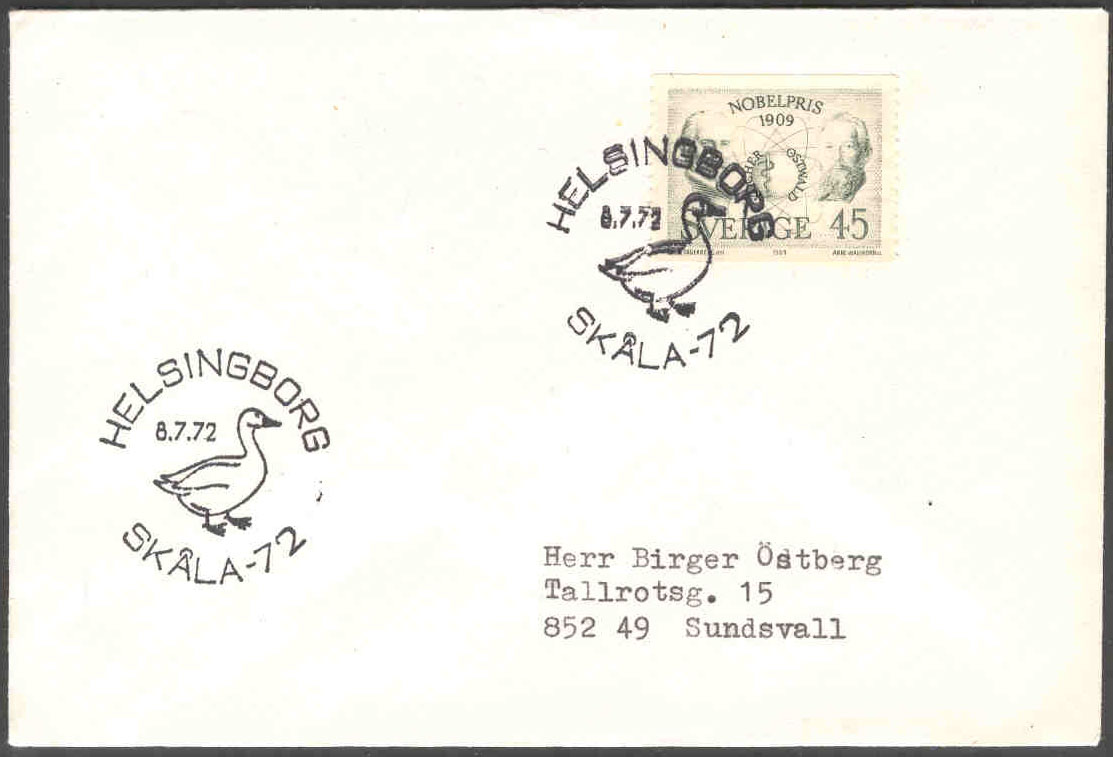 NOBELPRIS
1909
OSTWALD
SVERIGE 45
HELSINGBORG
8.7.72
SKÅLA-72
HELSINGBORG
8.7.72
SKÅLA-72
Herr Birger Östberg
Tallrotsg. 15
852 49 Sundsvall